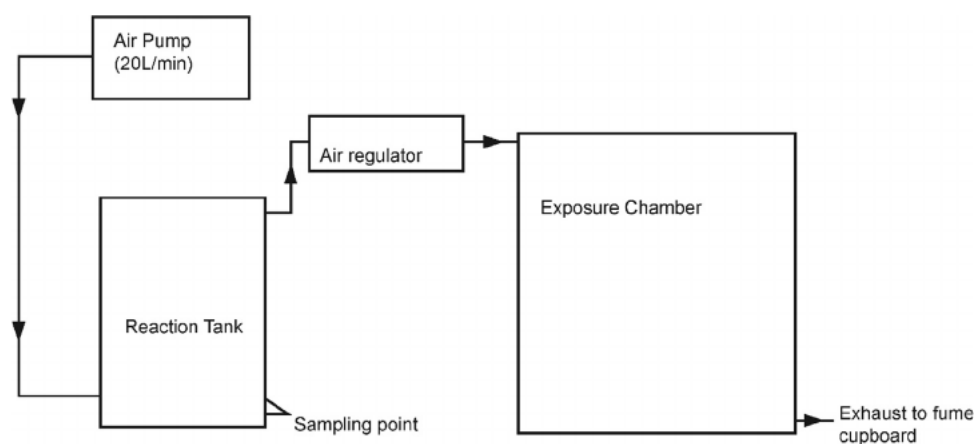 Air Pump
(20L/min)
Air regulator
Exposure Chamber
Reaction Tank
Sampling point
Exhaust to fume
cupboard